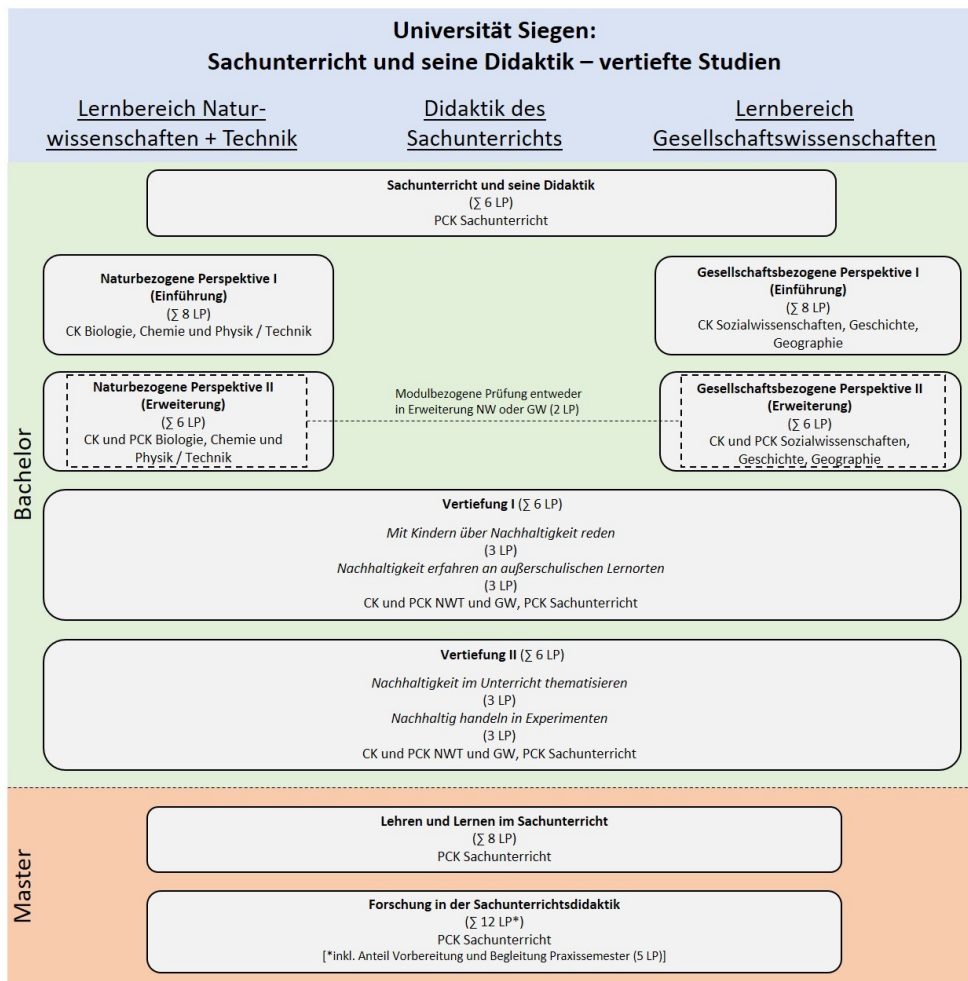 Universität Siegen:
Sachunterricht und seine Didaktik – vertiefte Studien
Lernbereich Natur-
wissenschaften + Technik
Didaktik des
Sachunterrichts
Lernbereich
Gesellschaftswissenschaften
Bachelor
Sachunterricht und seine Didaktik
(∑ 6 LP)
PCK Sachunterricht
Naturbezogene Perspektive I
(Einführung)
(∑ 8 LP)
CK Biologie, Chemie und Physik / Technik
Gesellschaftsbezogene Perspektive I
(Einführung)
(∑ 8 LP)
CK Sozialwissenschaften, Geschichte,
Geographie
Naturbezogene Perspektive II
(Erweiterung)
(∑ 6 LP)
CK und PCK Biologie, Chemie und
Physik / Technik
Modulbezogene Prüfung entweder
in Erweiterung NW oder GW (2 LP)
Gesellschaftsbezogene Perspektive II
(Erweiterung)
(∑ 6 LP)
CK und PCK Sozialwissenschaften,
Geschichte, Geographie
Vertiefung I (∑ 6 LP)
Mit Kindern über Nachhaltigkeit reden
(3 LP)
Nachhaltigkeit erfahren an außerschulischen Lernorten
(3 LP)
CK und PCK NWT und GW, PCK Sachunterricht
Vertiefung II (∑ 6 LP)
Nachhaltigkeit im Unterricht thematisieren
(3 LP)
Nachhaltig handeln in Experimenten
(3 LP)
CK und PCK NWT und GW, PCK Sachunterricht
Master
Lehren und Lernen im Sachunterricht
(∑ 8 LP)
PCK Sachunterricht
Forschung in der Sachunterrichtsdidaktik
(∑ 12 LP*)
PCK Sachunterricht
[*inkl. Anteil Vorbereitung und Begleitung Praxissemester (5 LP)]